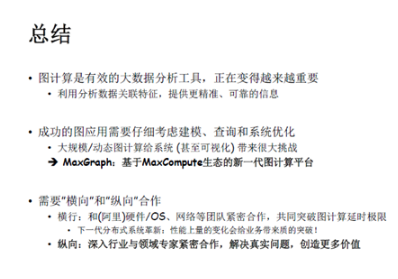 总结
• 图计算是有效的大数据分析工具，正在变得越来越重要
• 利用分析数据关联特征，提供更精准、可靠的信息
• 成功的图应用需要仔细考虑建模、查询和系统优化
• 大规模/动态图计算给系统 (甚至可视化) 带来很大挑战
➔ MaxGraph：基于MaxCompute生态的新一代图计算平台
• 需要"横向"和"纵向"合作
• 横行：和(阿里)硬件/OS、网络等团队紧密合作，共同突破图计算延时极限
• 下一代分布式系统革新：性能上量的变化会给业务带来质的突破！
• 纵向：深入行业与领域专家紧密合作，解决真实问题，创造更多价值